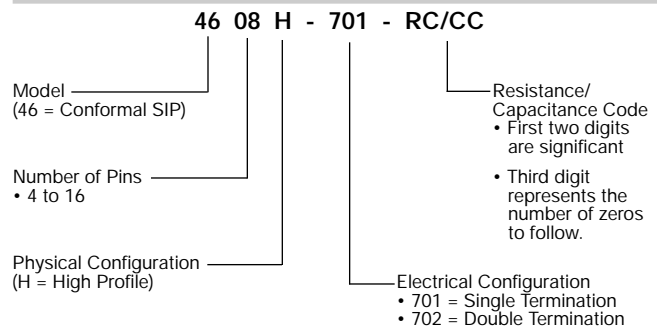 46 08 H - 701 - RC/CC
Model
(46 = Conformal SIP)
Number of Pins
• 4 to 16
Physical Configuration
(H = High Profile)
Resistance/
Capacitance Code
• First two digits
are significant
• Third digit
represents the
number of zeros
to follow.
Electrical Configuration
• 701 = Single Termination
• 702 = Double Termination